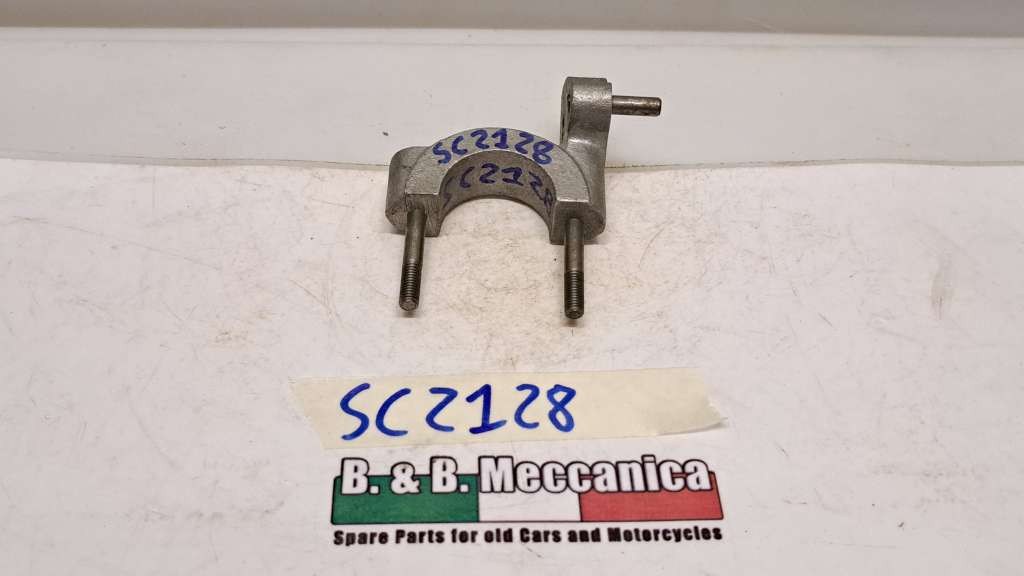 SC2128
SC2128
SC2128
B. & B. Meccanica
Spare Parts for old Cars and Motorcycles